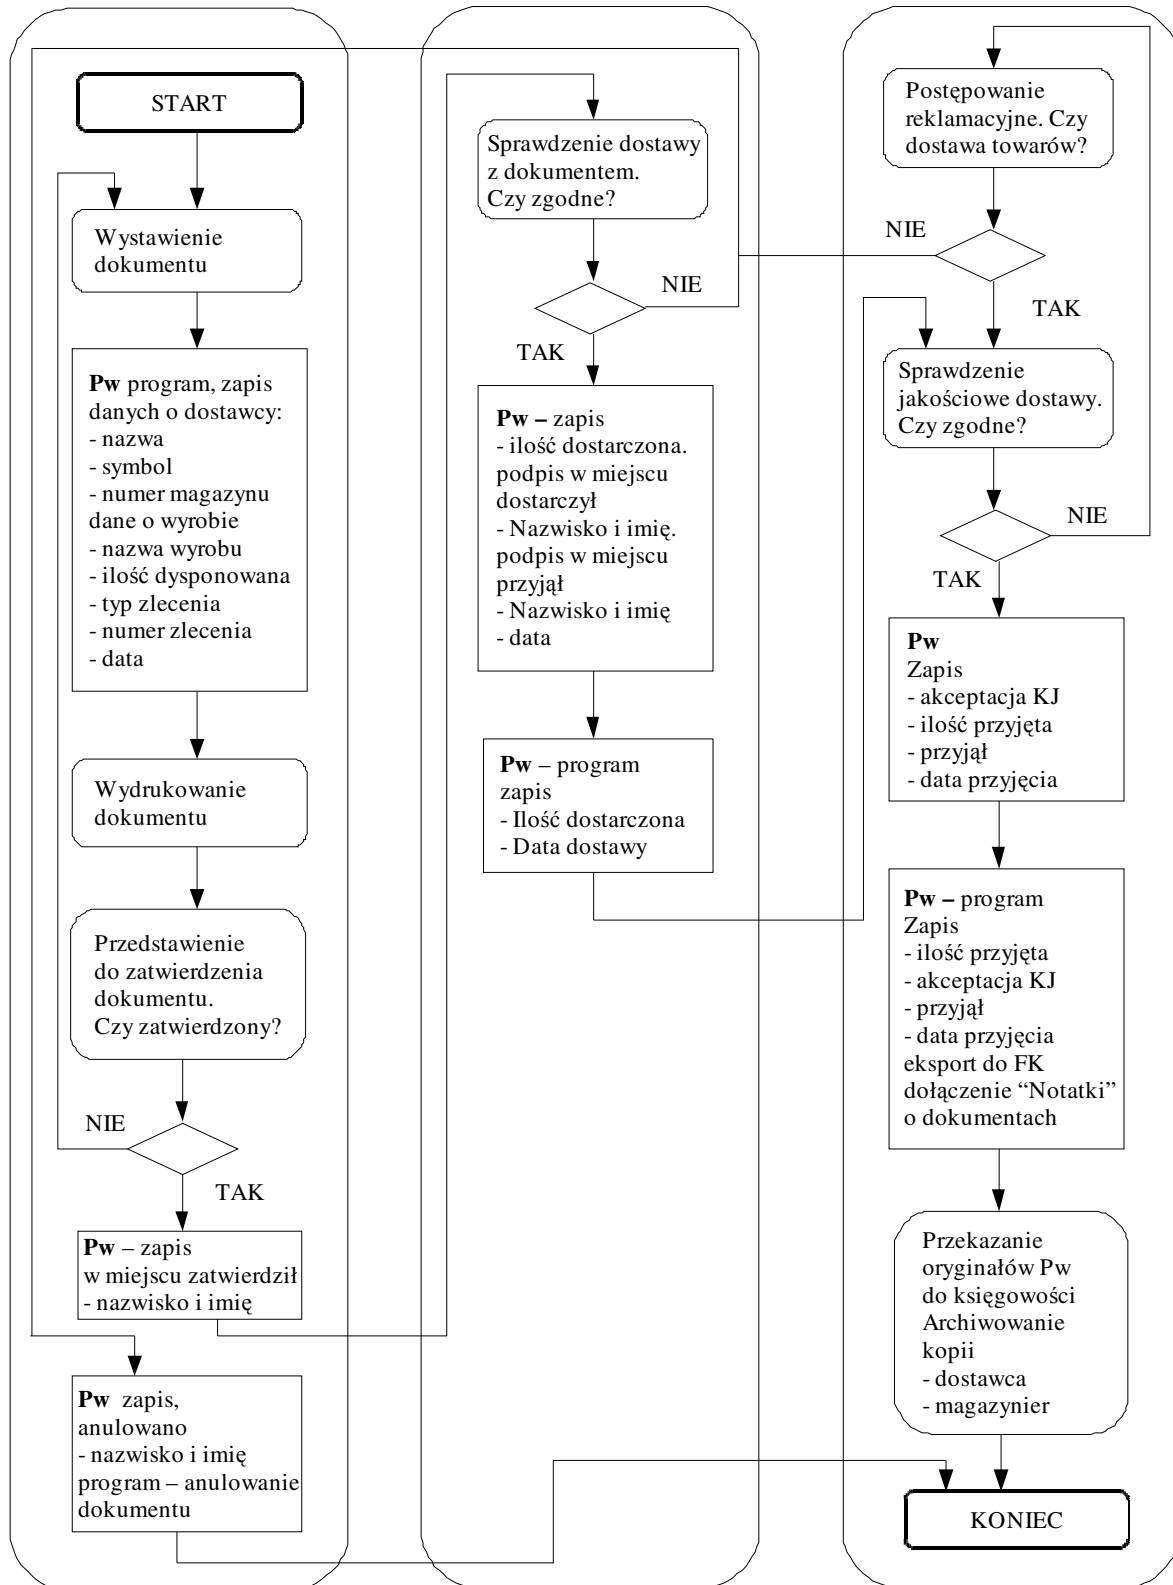 START
Wystawienie
dokumentu
Pw program, zapis
danych o dostawcy:
- nazwa
- symbol
- numer magazynu
dane o wyrobie
- nazwa wyrobu
- ilość dysponowana
- typ zlecenia
- numer zlecenia
- data
Wydrukowanie
dokumentu
Przedstawienie
do zatwierdzenia
dokumentu.
Czy zatwierdzony?
NIE
TAK
Pw – zapis
w miejscu zatwierdził
- nazwisko i imię
Pw zapis,
anulowano
- nazwisko i imię
program – anulowanie
dokumentu
Sprawdzenie dostawy
z dokumentem.
Czy zgodne?
NIE
TAK
Pw – zapis
- ilość dostarczona.
podpis w miejscu
dostarczył
- Nazwisko i imię.
podpis w miejscu
przyjął
- Nazwisko i imię
- data
Pw – program
zapis
- Ilość dostarczona
- Data dostawy
Postępowanie
reklamacyjne. Czy
dostawa towarów?
NIE
TAK
Sprawdzenie
jakościowe dostawy.
Czy zgodne?
NIE
TAK
Pw
Zapis
- akceptacja KJ
- ilość przyjęta
- przyjął
- data przyjęcia
Pw – program
Zapis
- ilość przyjęta
- akceptacja KJ
- przyjął
- data przyjęcia
eksport do FK
dołączenie “Notatki”
o dokumentach
Przekazanie
oryginałów Pw
do księgowości
Archiwowanie
kopii
- dostawca
- magazynier
KONIEC